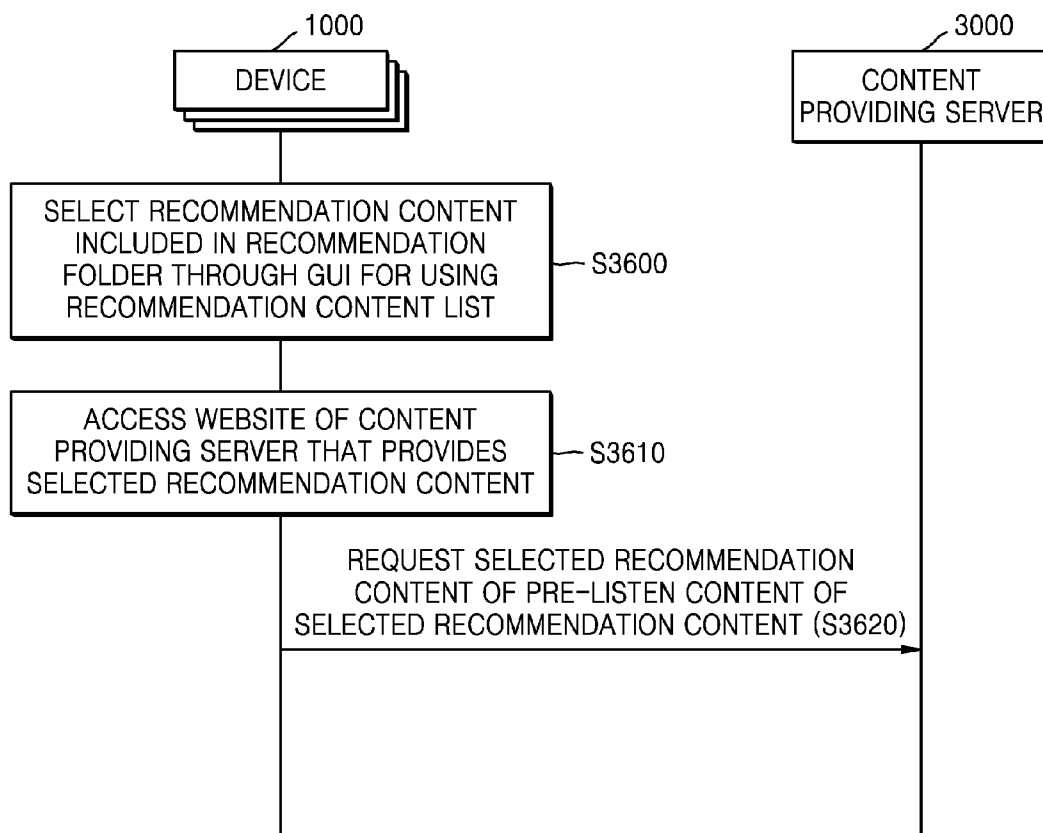 1000
3000
DEVICE
CONTENT
PROVIDING SERVER
SELECT RECOMMENDATION CONTENT
INCLUDED IN RECOMMENDATION
FOLDER THROUGH GUI FOR USING
RECOMMENDATION CONTENT LIST
S3600
ACCESS WEBSITE OF CONTENT
PROVIDING SERVER THAT PROVIDES
SELECTED RECOMMENDATION CONTENT
S3610
REQUEST SELECTED RECOMMENDATION
CONTENT OF PRE-LISTEN CONTENT OF
SELECTED RECOMMENDATION CONTENT (S3620)